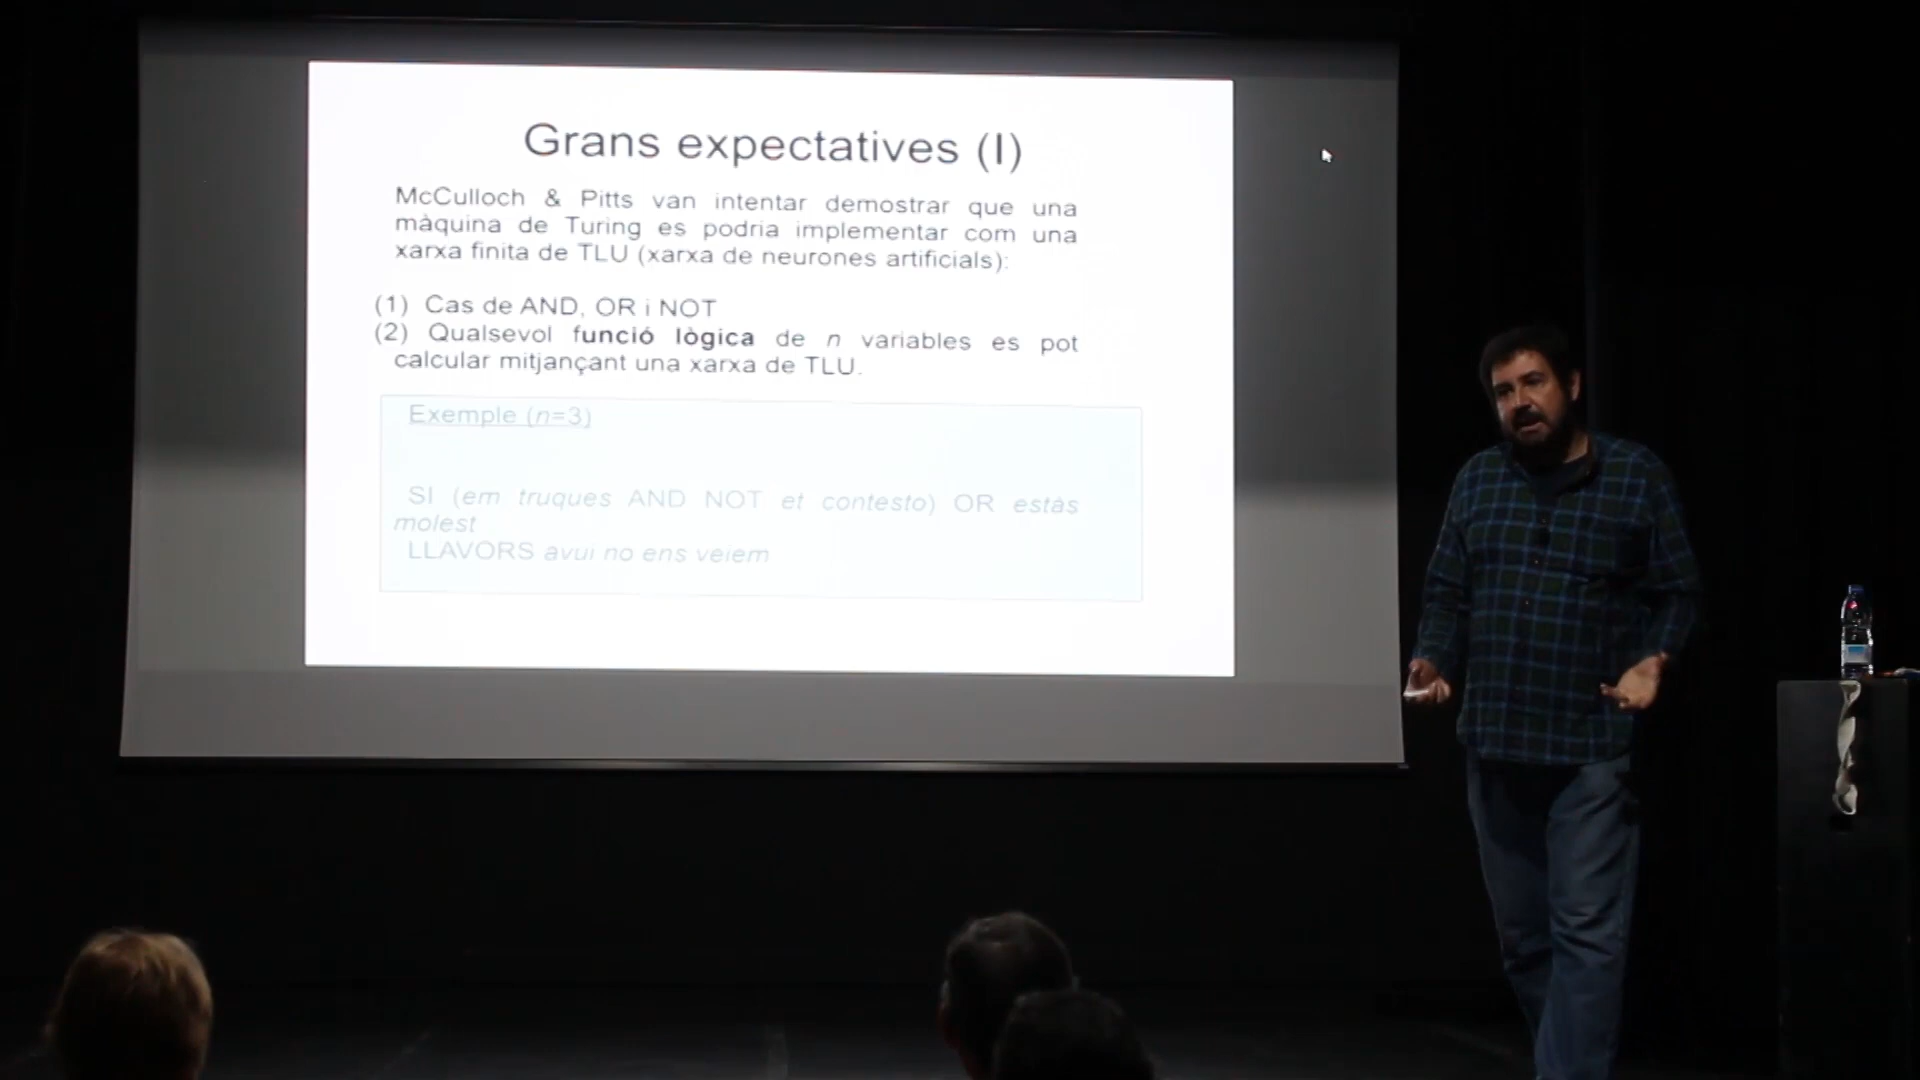 Grans expectatives (I)
McCulloch & Pitts van intentar demostrar que una
màquina de Turing es podria implementar com una
xarxa finita de TLU (xarxa de neurones artificials):
(1) Cas de AND, OR i NOT
(2) Qualsevol funció lògica de n variables es pot
calcular mitjançant una xarxa de TLU.
Exemple (n=3)
SI (em truques AND NOT et contesto) OR estàs
molest
LLAVORS avui no ens veiem